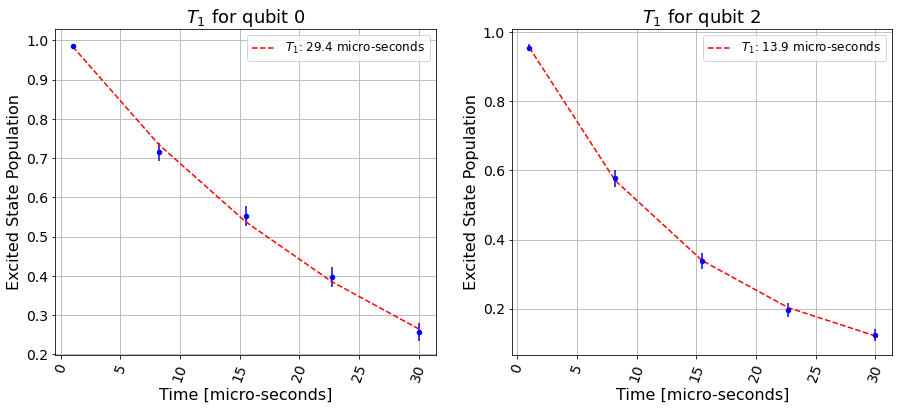 T₁ for qubit 0
1.0
0.9
0.8
0.7
0.6
0.5
0.4
0.3
0.2
Excited State Population
T₁: 29.4 micro-seconds
0 5 10 15 20 25 30
Time [micro-seconds]
T₁ for qubit 2
1.0
0.8
0.6
0.4
0.2
Excited State Population
T₁: 13.9 micro-seconds
0 5 10 15 20 25 30
Time [micro-seconds]